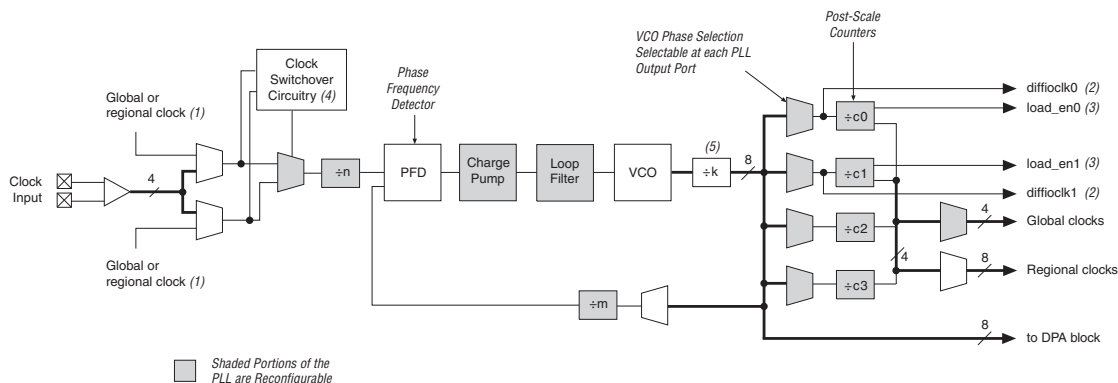 Post-Scale
Counters
VCO Phase Selection
Selectable at each PLL
Output Port
Clock
Switchover
Circuitry (4)
Phase
Frequency
Detector
Global or
regional clock (1)
diffioclk0 (2)
load_en0 (3)
÷c0
(5)
8
÷n
PFD
Charge
Pump
Loop
Filter
VCO
÷k
load_en1 (3)
÷c1
diffioclk1 (2)
Clock
Input
4
4
Global clocks
÷c2
4
8
Regional clocks
÷c3
Global or
regional clock (1)
÷m
8
to DPA block
Shaded Portions of the
PLL are Reconfigurable